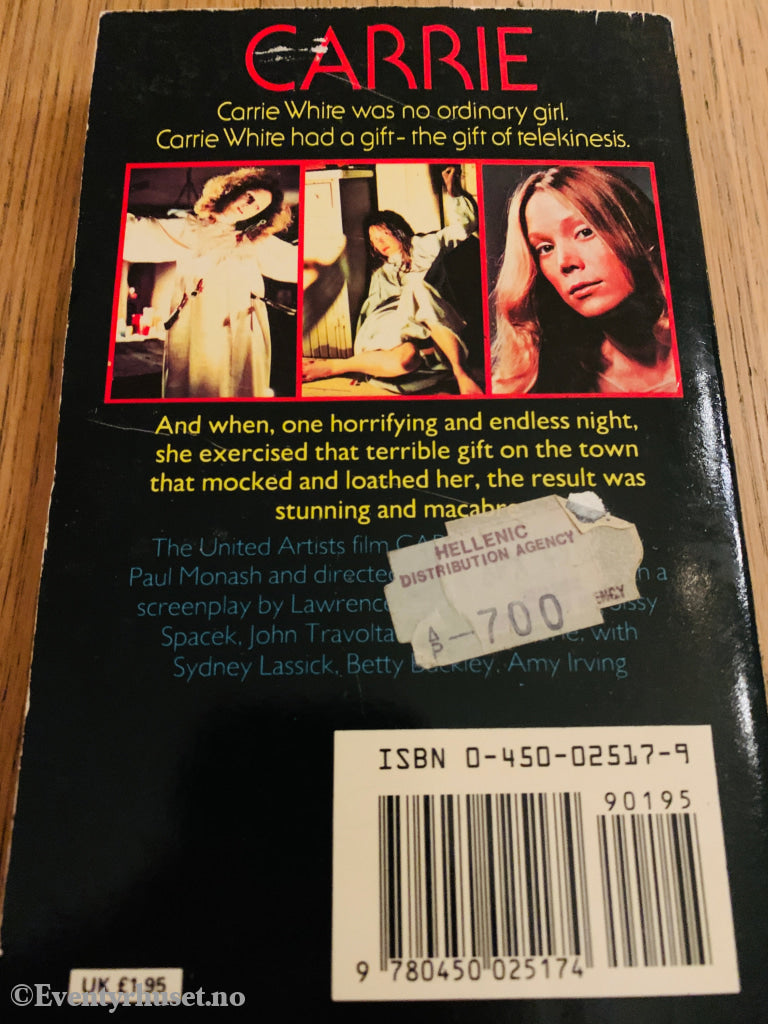 CARRIE
Carrie White was no ordinary girl.
Carrie White had a gift - the gift of telekinesis.
And when, one horrifying and endless night,
she exercised that terrible gift on the town
that mocked and loathed her, the result was
stunning and macabre
The United Artists film
Paul Monash and directed a
screenplay by Lawrence
Spacek, John Travolta with
Sydney Lassick, Betty Buckley, Amy Irving
HELLENIC
DISTRIBUTION AGENCY
ΔΡ -700
ISBN 0-450-02517-9
90195
9 780450 025174
UK £1.95
©Eventyrhuset.no